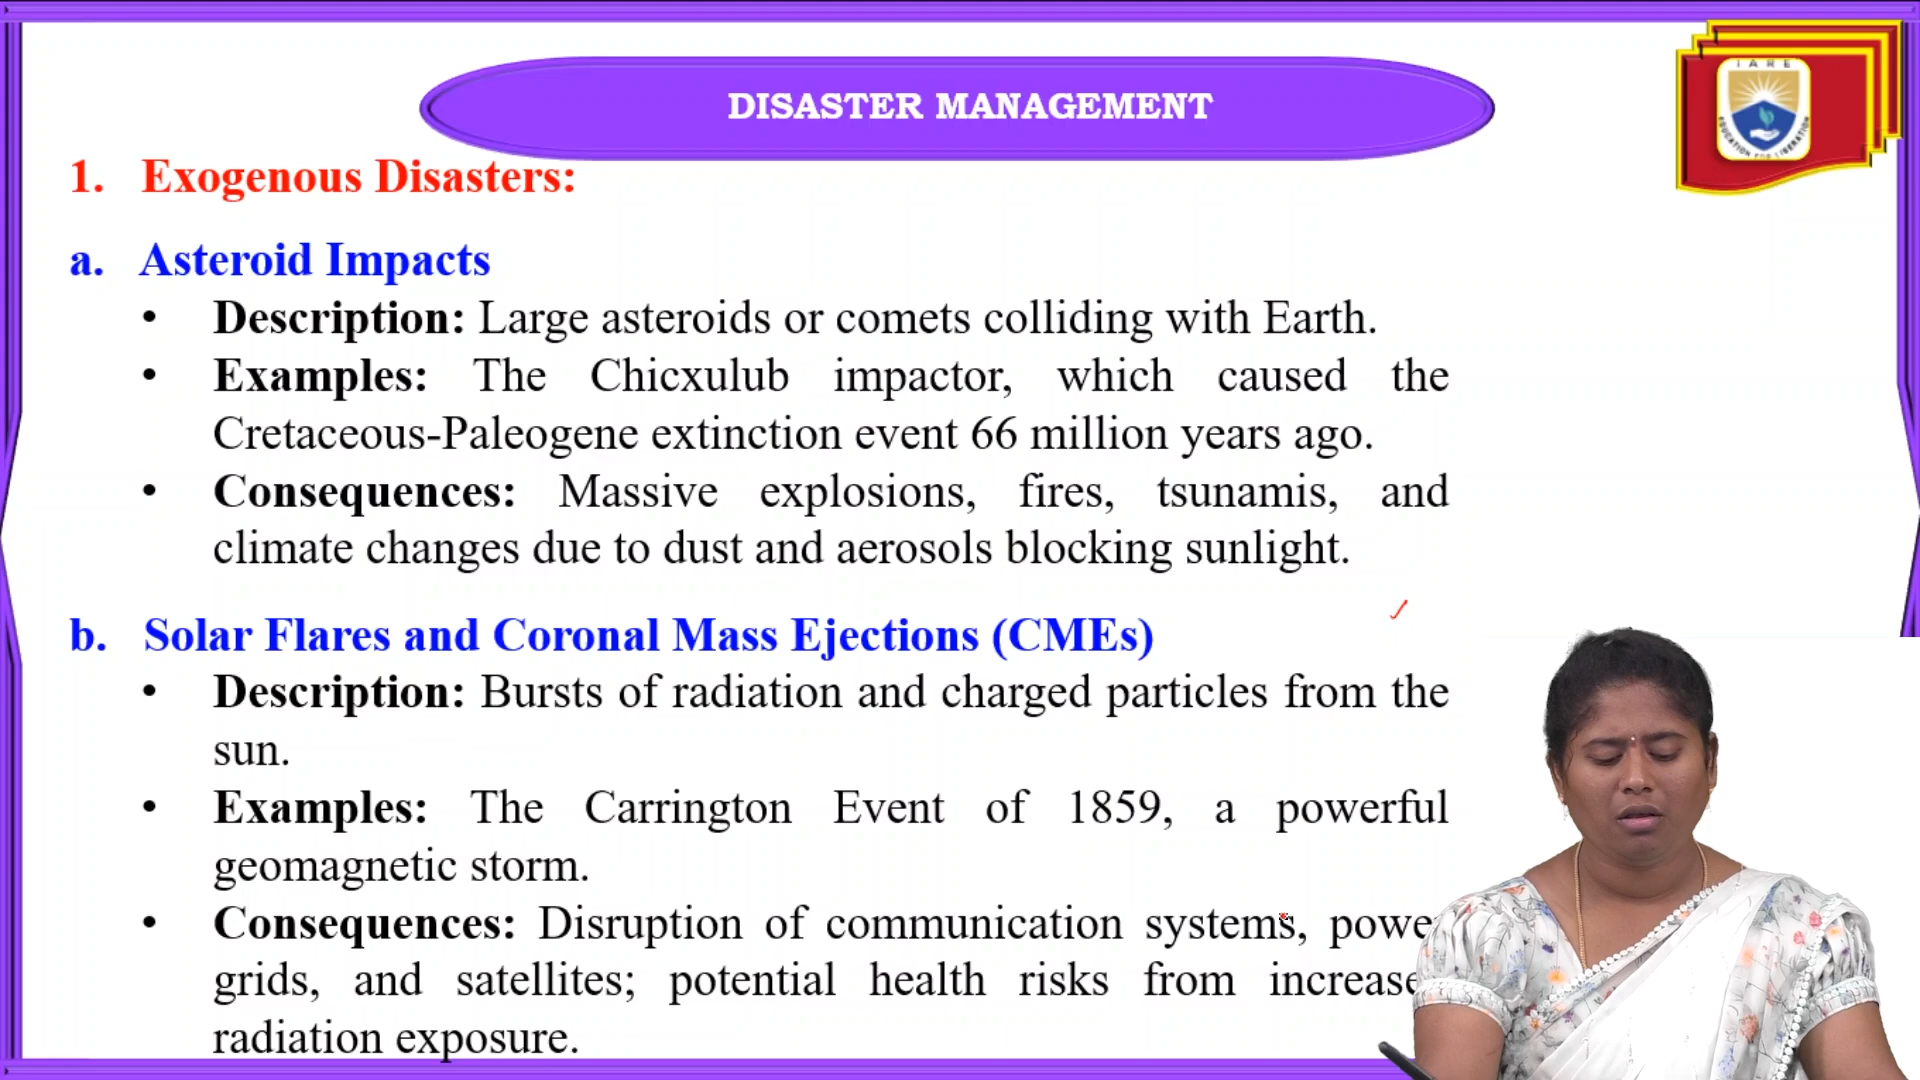 DISASTER MANAGEMENT
IARE
EDUCATION FOR LIBERATION
1. Exogenous Disasters:
a. Asteroid Impacts
• Description: Large asteroids or comets colliding with Earth.
• Examples: The Chicxulub impactor, which caused the
Cretaceous-Paleogene extinction event 66 million years ago.
• Consequences: Massive explosions, fires, tsunamis, and
climate changes due to dust and aerosols blocking sunlight.
b. Solar Flares and Coronal Mass Ejections (CMEs)
• Description: Bursts of radiation and charged particles from the
sun.
• Examples: The Carrington Event of 1859, a powerful
geomagnetic storm.
• Consequences: Disruption of communication systems, powe
grids, and satellites; potential health risks from increase
radiation exposure.